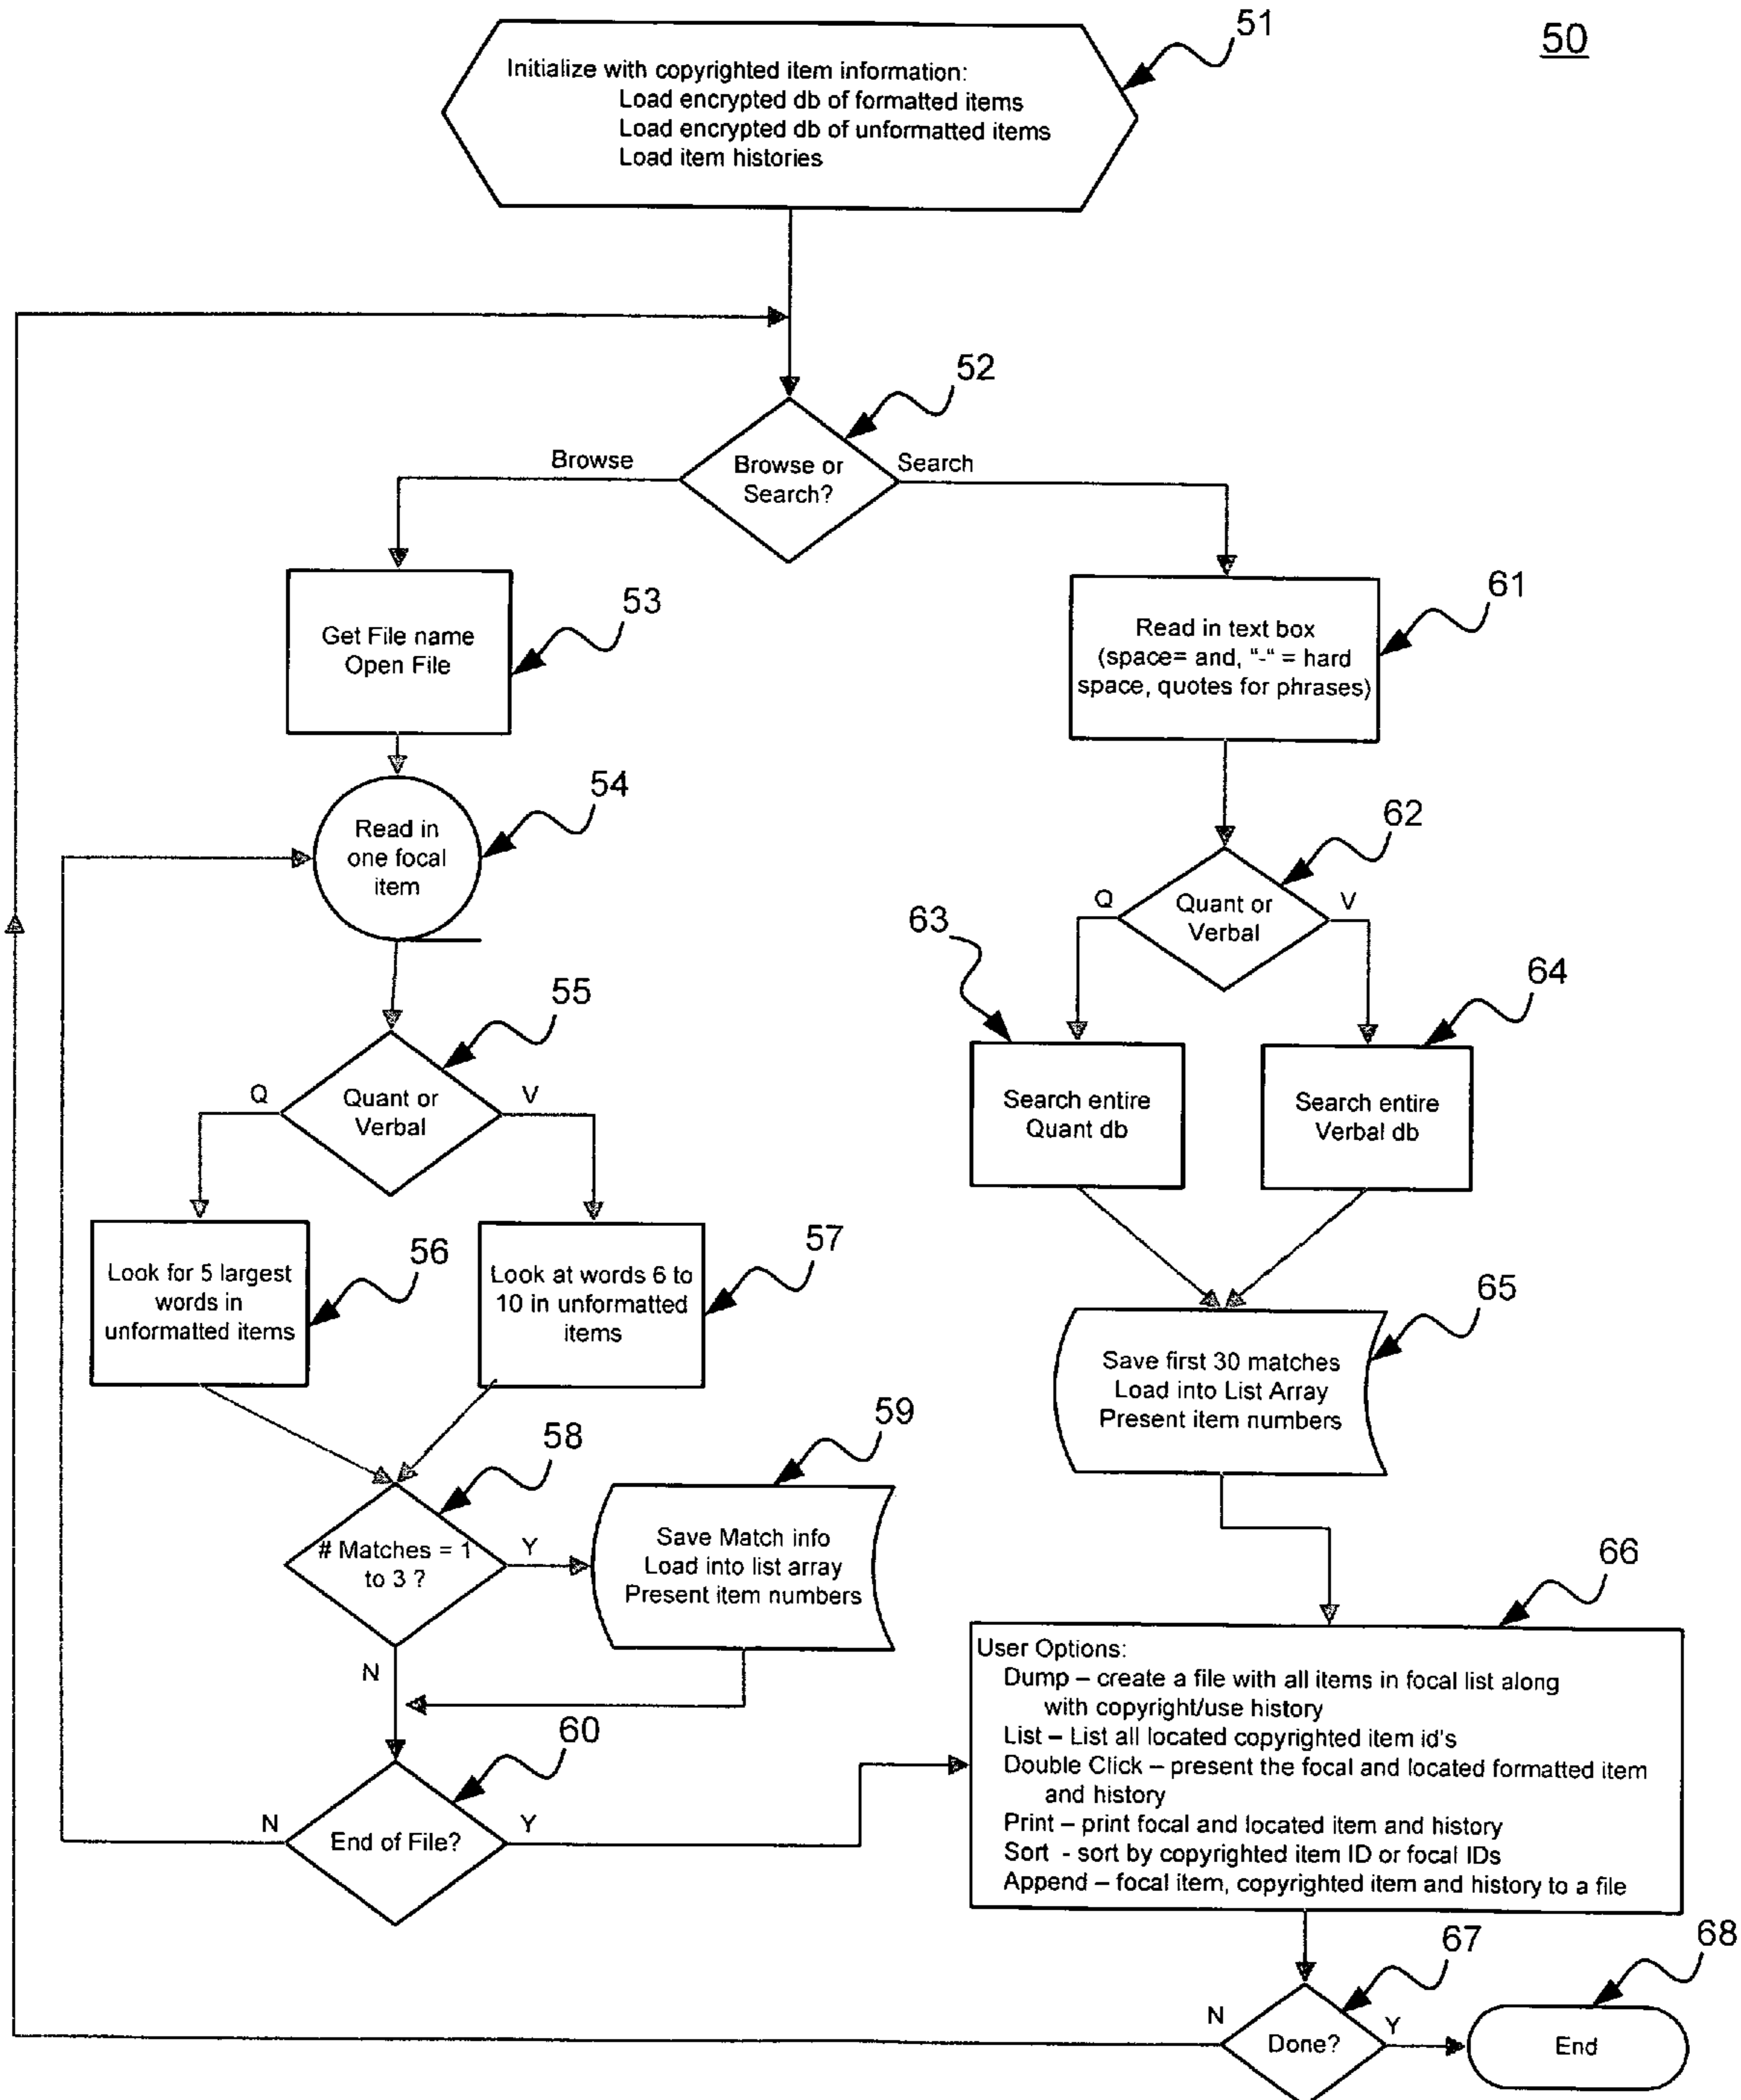 50
51
Initialize with copyrighted item information:
Load encrypted db of formatted items
Load encrypted db of unformatted items
Load item histories
52
Browse or
Search?
Browse
Search
53
Get File name
Open File
54
Read in
one focal
item
55
Quant or
Verbal
Q
V
56
Look for 5 largest
words in
unformatted items
57
Look at words 6 to
10 in unformatted
items
58
# Matches = 1
to 3 ?
Y
N
59
Save Match info
Load into list array
Present item numbers
60
End of File?
N
Y
61
Read in text box
(space= and, "-" = hard
space, quotes for phrases)
62
Quant or
Verbal
Q
V
63
Search entire
Quant db
64
Search entire
Verbal db
65
Save first 30 matches
Load into List Array
Present item numbers
66
User Options:
Dump – create a file with all items in focal list along
with copyright/use history
List – List all located copyrighted item id's
Double Click – present the focal and located formatted item
and history
Print – print focal and located item and history
Sort - sort by copyrighted item ID or focal IDs
Append – focal item, copyrighted item and history to a file
67
Done?
N
Y
68
End